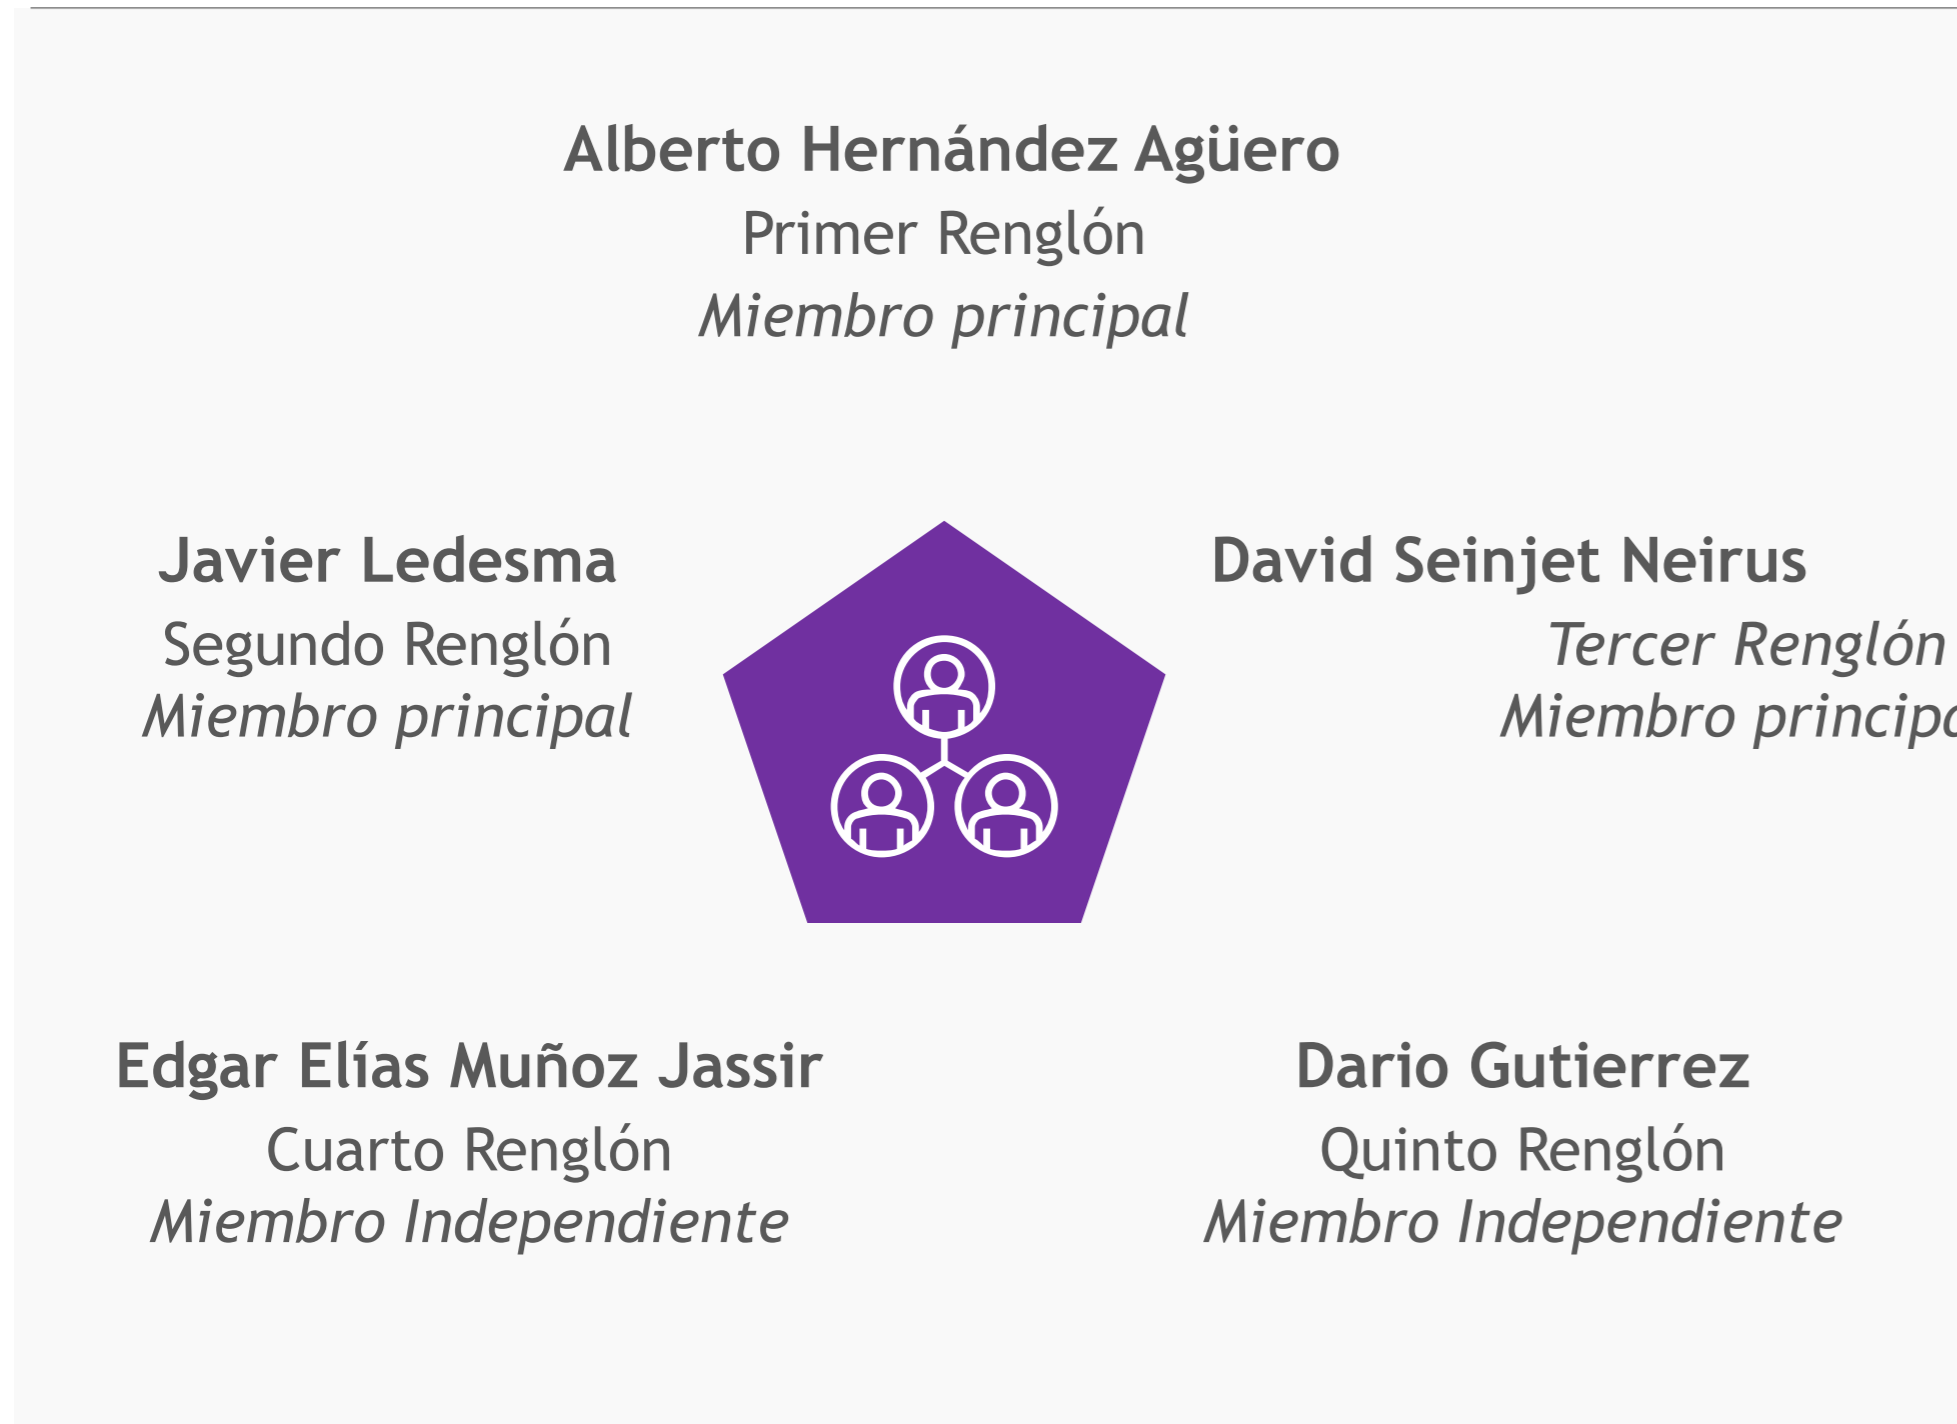 Alberto Hernández Agüero
Primer Renglón
Miembro principal
Javier Ledesma
Segundo Renglón
Miembro principal
David Seinjet Neirus
Tercer Renglón
Miembro
Edgar Elías Muñoz Jassir
Cuarto Renglón
Miembro Independiente
Dario Gutierrez
Quinto Renglón
Miembro Independiente